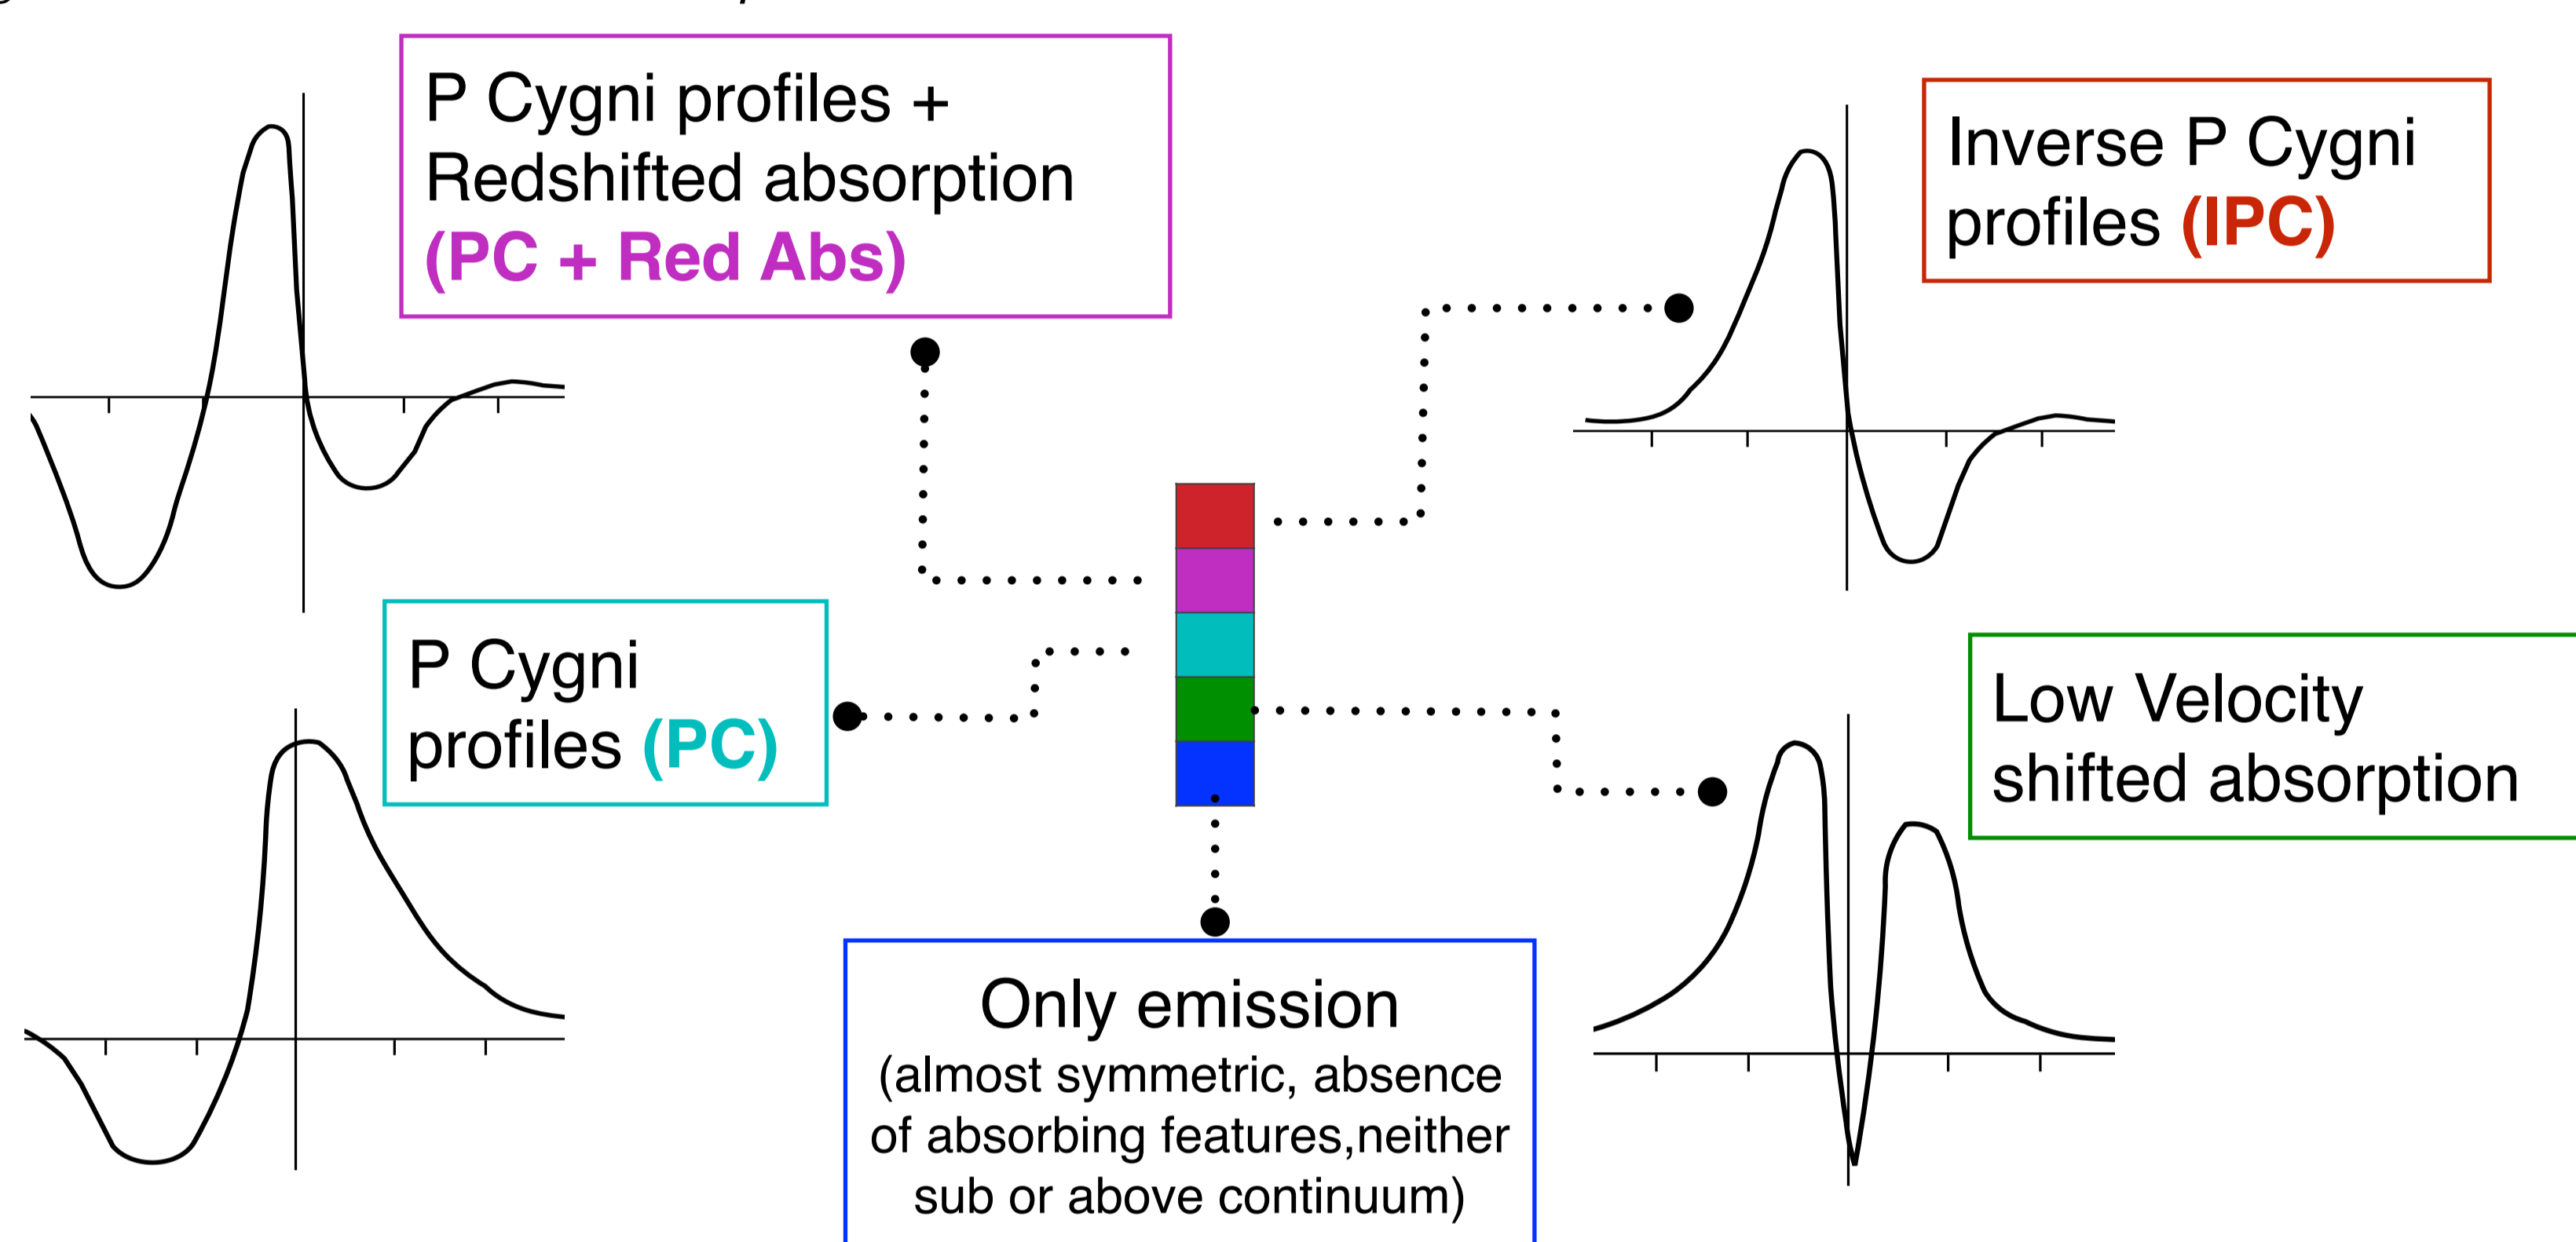 P Cygni profiles +
Redshifted absorption
(PC + Red Abs)
Inverse P Cygni
profiles (IPC)
P Cygni
profiles (PC)
Low Velocity
shifted absorption
Only emission
(almost symmetric, absence
of absorbing features,neither
sub or above continuum)